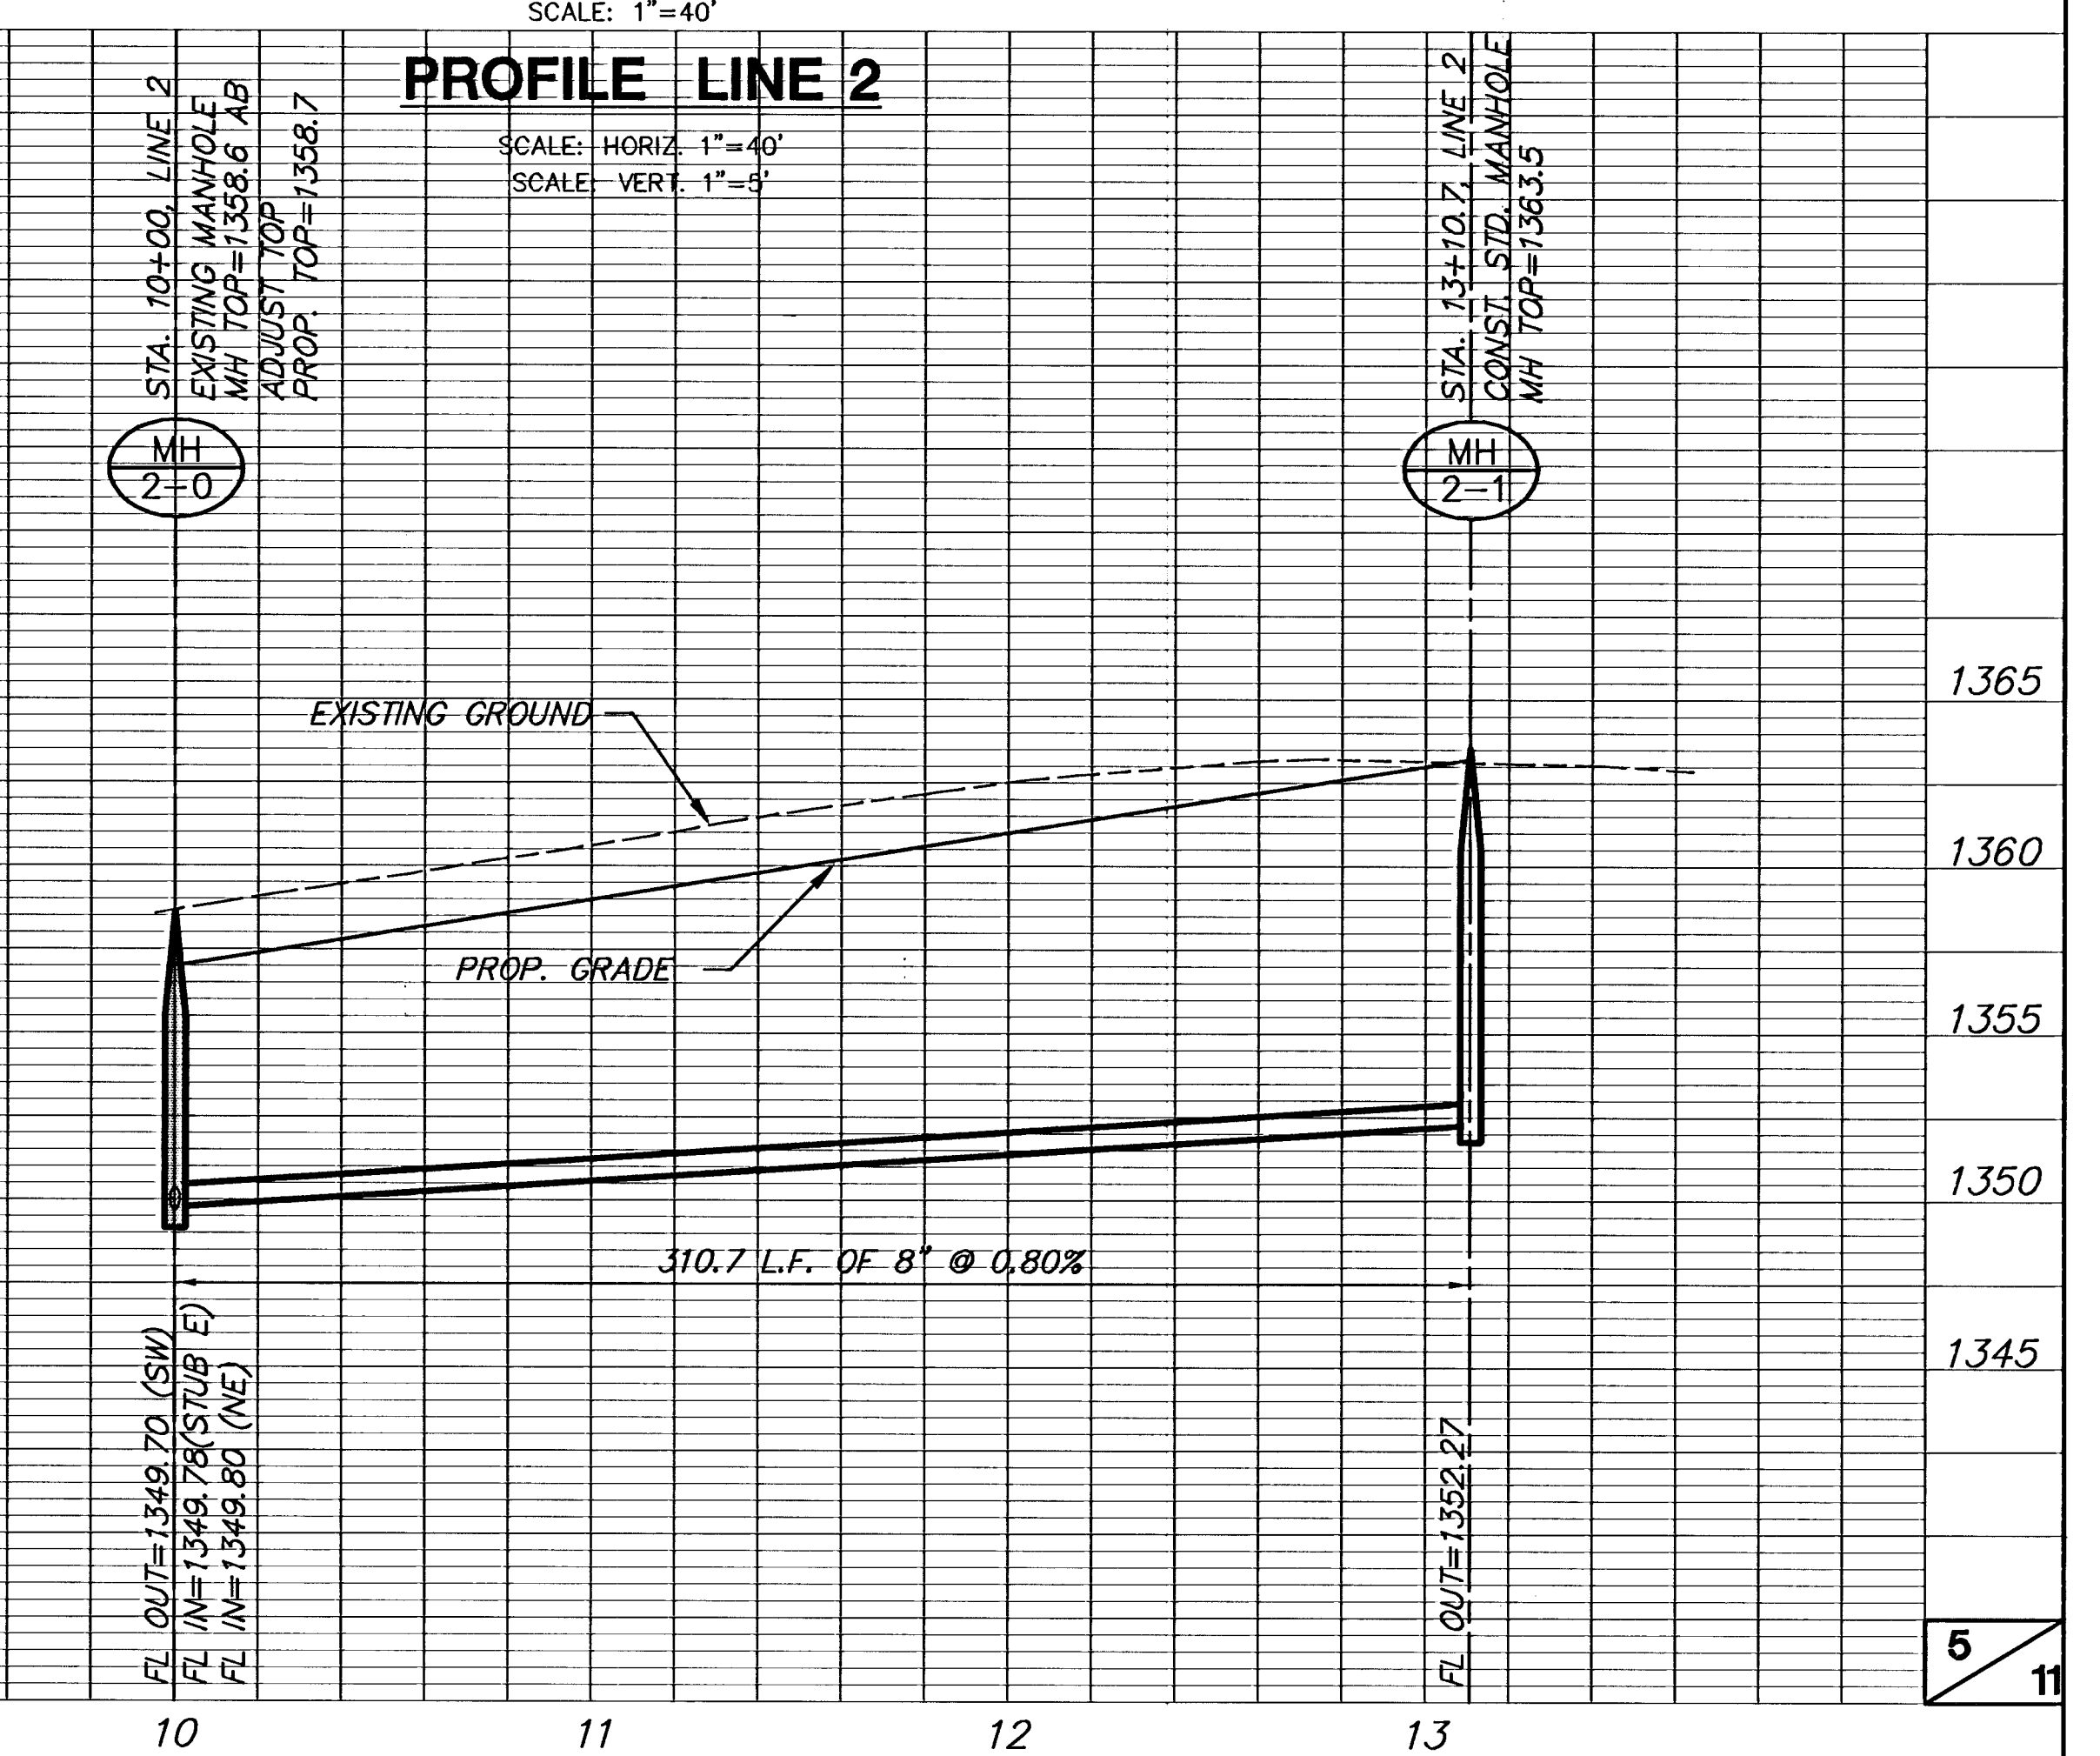 SCALE: 1"=40'
PROFILE LINE 2
SCALE: HORIZ. 1"=40'
SCALE: VERT. 1"=5'
STA. 10+00, LINE 2
EXISTING MANHOLE
MH TOP=1358.6 AB
ADJUST TOP
PROP. TOP=1358.7
MH
2-0
STA. 13+10.7, LINE 2
CONST. STD. MANHOLE
MH TOP=1363.5
MH
2-1
EXISTING GROUND
PROP. GRADE
310.7 L.F. OF 8" @ 0.80%
FL OUT=1349.70 (SW)
FL IN=1349.78(STUB E)
FL IN=1349.80 (NE)
FL OUT=1352.27
1365
1360
1355
1350
1345
5
11
10
11
12
13